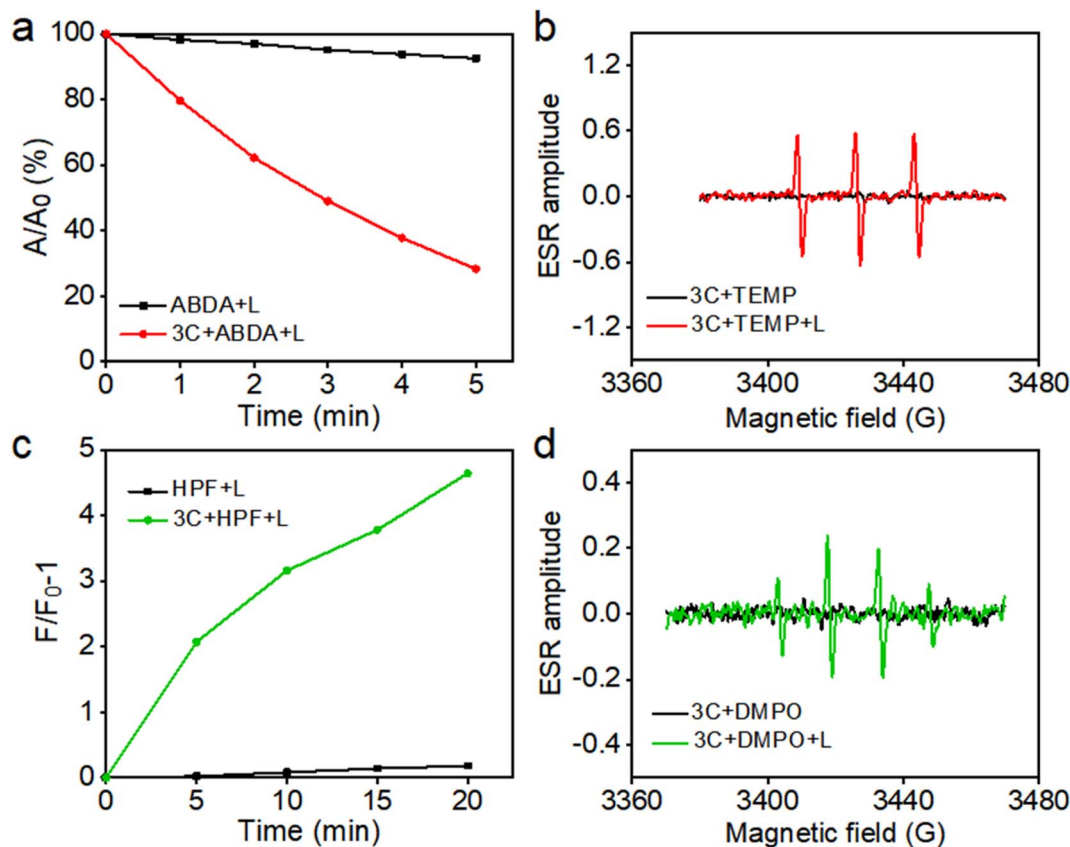 a
100
80
60
40
20
0
A/A0 (%)
ABDA+L
3C+ABDA+L
0 1 2 3 4 5
Time (min)
b
1.2
0.6
0.0
-0.6
-1.2
ESR amplitude
3C+TEMP
3C+TEMP+L
3360 3400 3440 3480
Magnetic field (G)
c
5
4
3
2
1
0
F/F0-1
HPF+L
3C+HPF+L
0 5 10 15 20
Time (min)
d
0.4
0.2
0.0
-0.2
-0.4
ESR amplitude
3C+DMPO
3C+DMPO+L
3360 3400 3440 3480
Magnetic field (G)